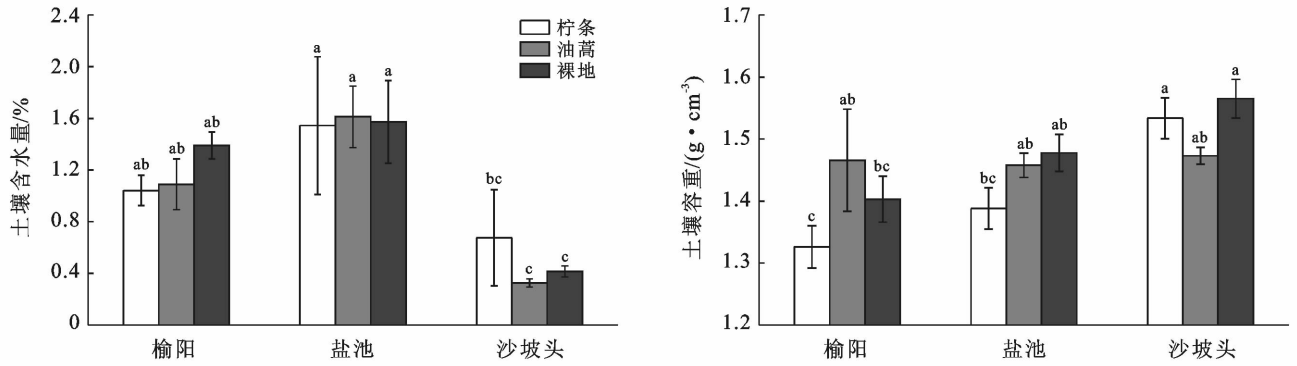 土壤含水量/%
2.4
2.0
1.6
1.2
0.8
0.4
0
柠条
油蒿
裸地
ab
ab
ab
a
a
a
bc
c
c
榆阳
盐池
沙坡头
土壤容重/(g·cm⁻³)
1.7
1.6
1.5
1.4
1.3
1.2
c
ab
bc
bc
ab
ab
a
ab
a
榆阳
盐池
沙坡头